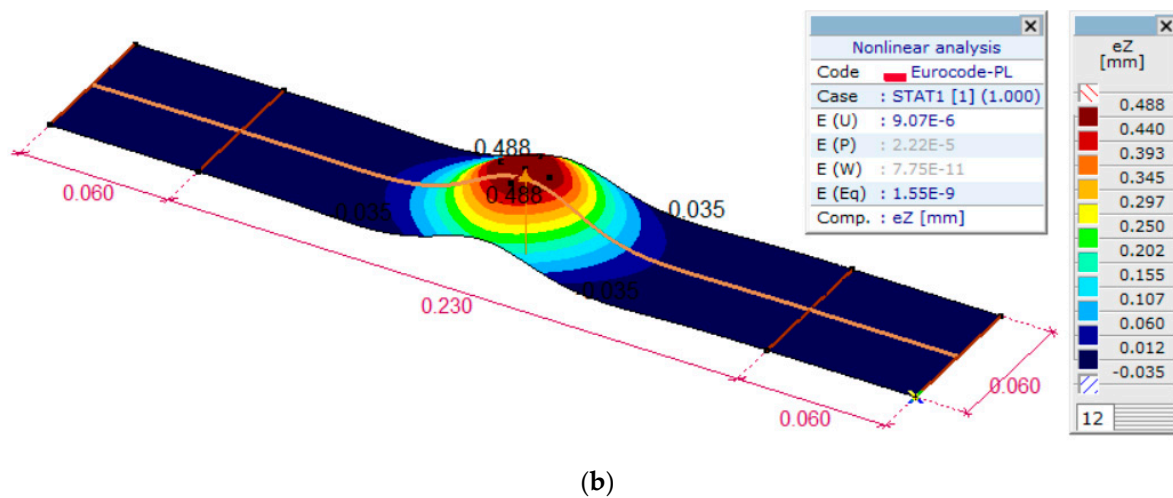 Nonlinear analysis
Code Eurocode-PL
Case : STAT1 [1] (1.000)
E (U) : 9.07E-6
E (P) : 2.22E-5
E (W) : 7.75E-11
E (Eq) : 1.55E-9
Comp. : eZ [mm]
eZ
[mm]
0.488
0.440
0.393
0.345
0.297
0.250
0.202
0.155
0.107
0.060
0.012
-0.035
12
0.488
0.488
-0.035
-0.035
-0.035
0.060
0.230
0.060
0.060
(b)